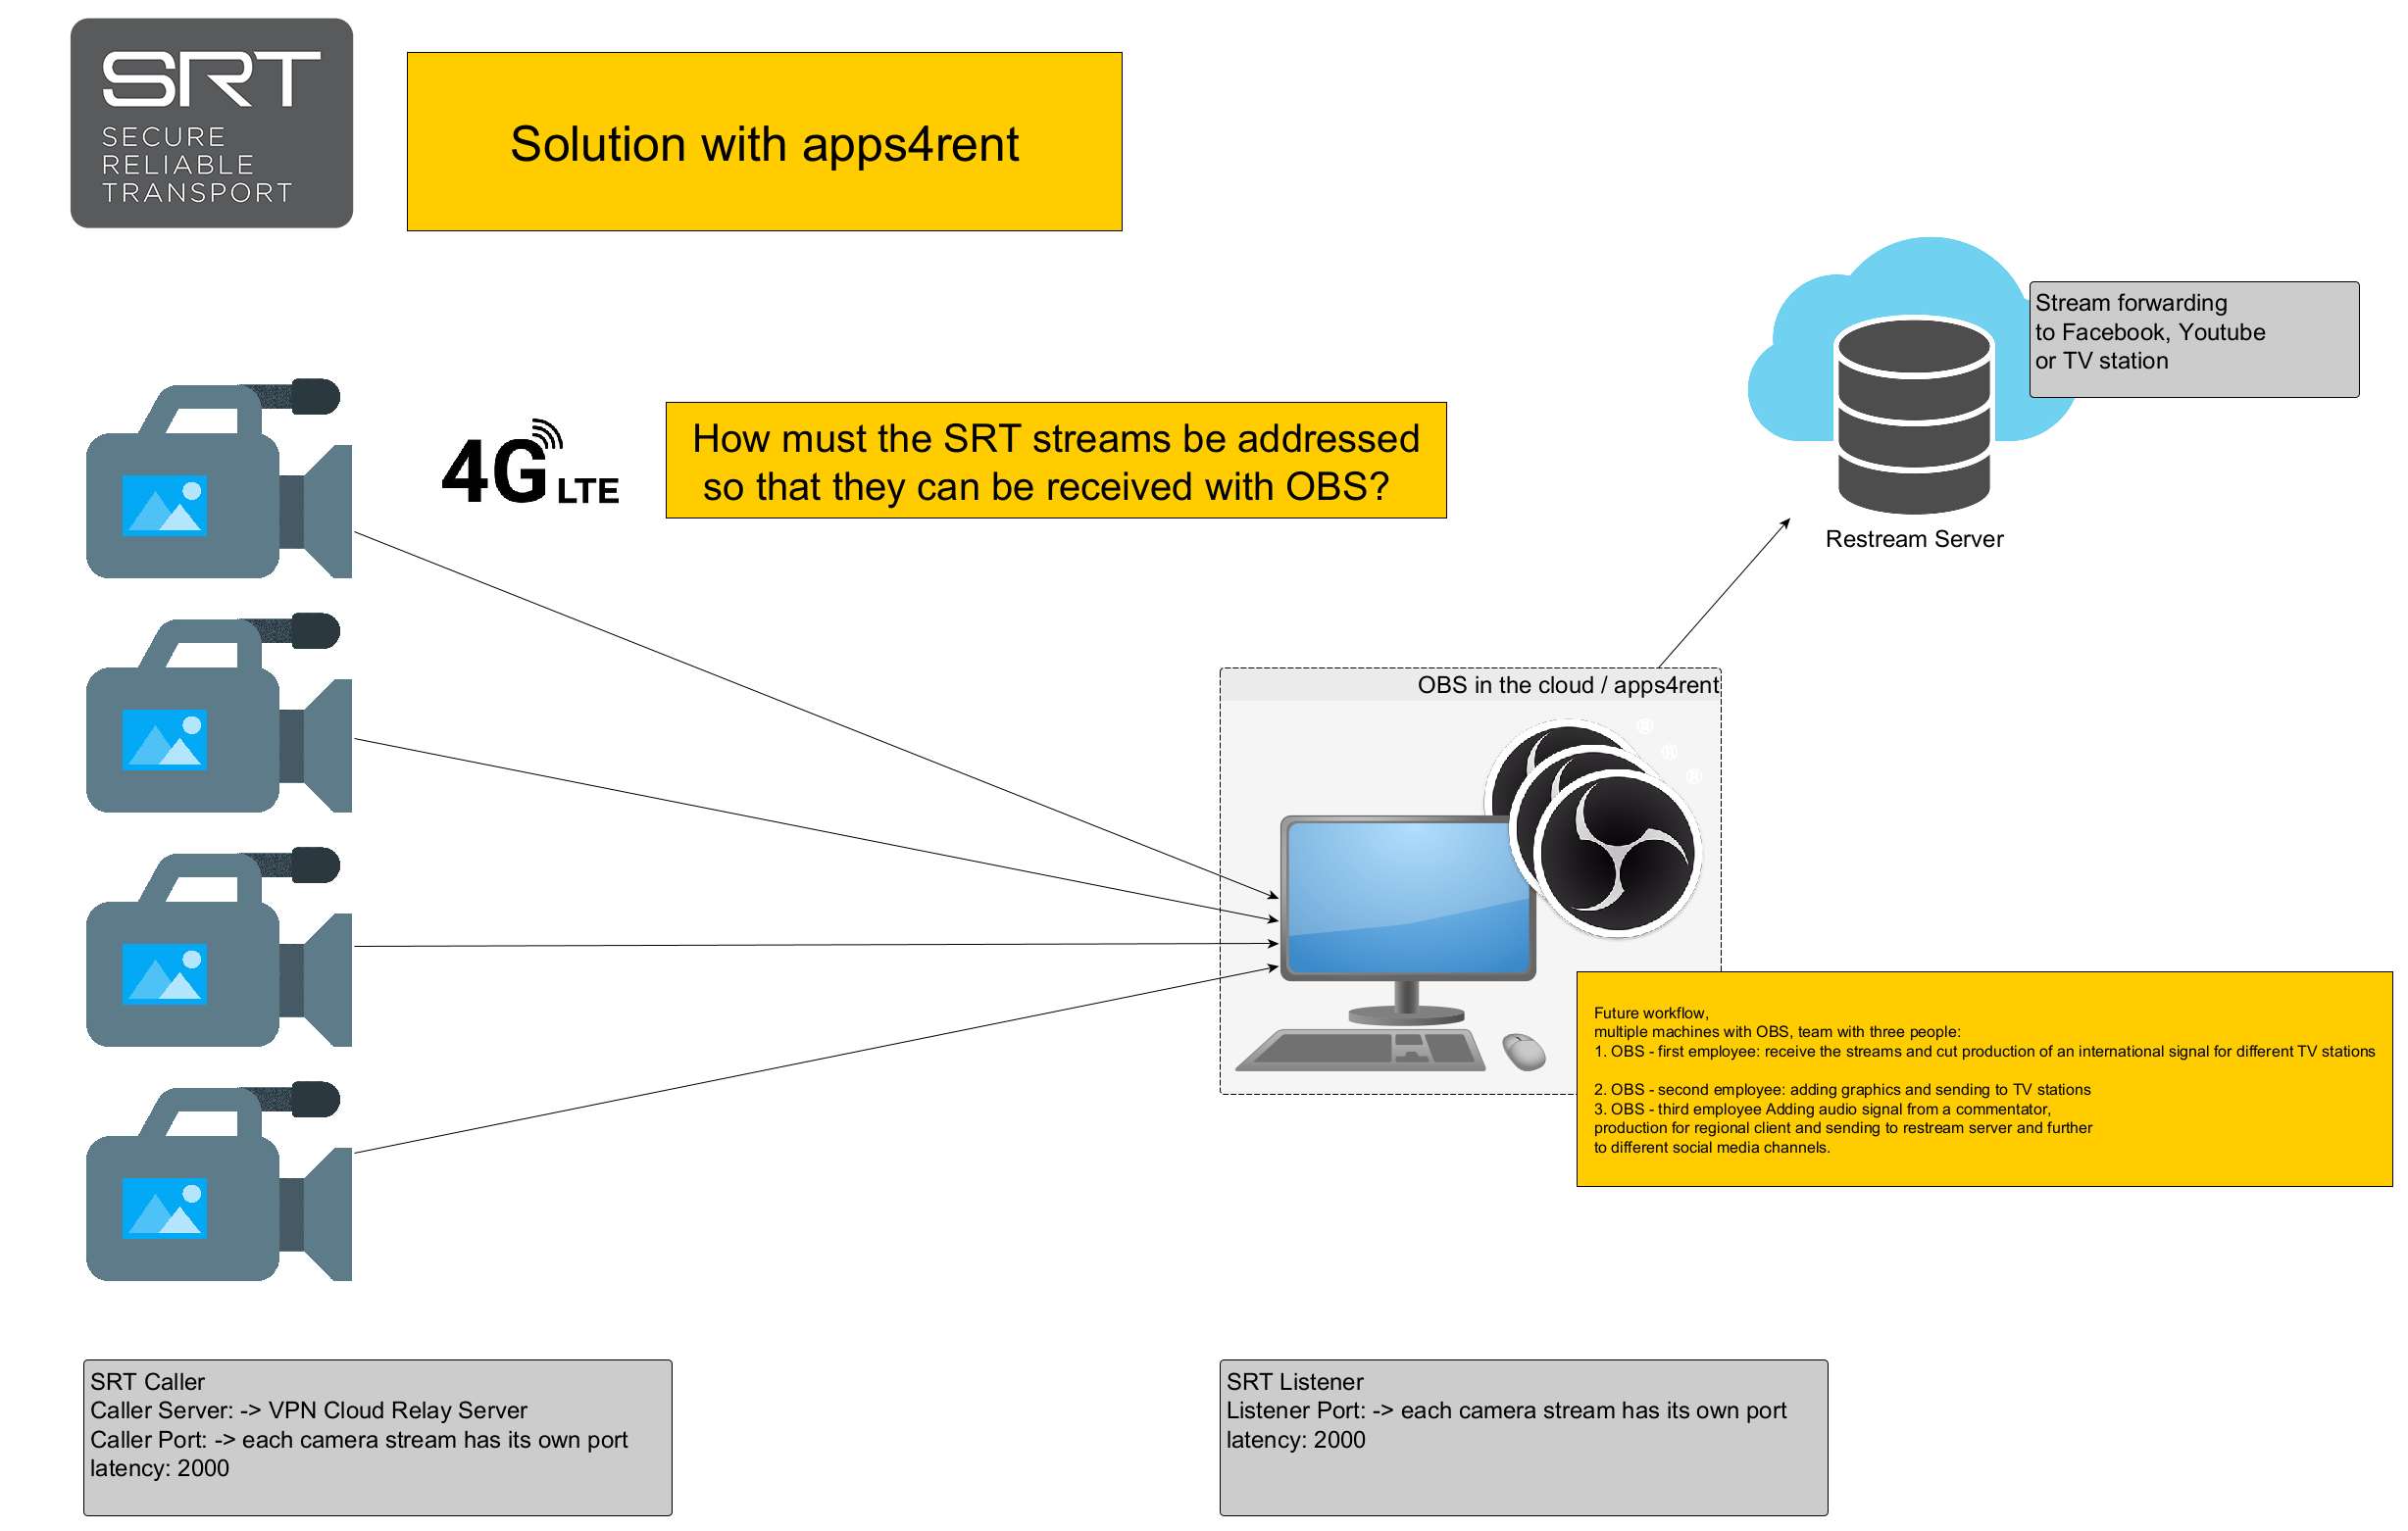 SRT
SECURE
RELIABLE
TRANSPORT
Solution with apps4rent
Stream forwarding
to Facebook, Youtube
or TV station
4G LTE
How must the SRT streams be addressed
so that they can be received with OBS?
Restream Server
OBS in the cloud / apps4rent
®
®
®
Future workflow,
multiple machines with OBS, team with three people:
1. OBS - first employee: receive the streams and cut production of an international signal for different TV stations
2. OBS - second employee: adding graphics and sending to TV stations
3. OBS - third employee Adding audio signal from a commentator,
production for regional client and sending to restream server and further
to different social media channels.
SRT Caller
Caller Server: -> VPN Cloud Relay Server
Caller Port: -> each camera stream has its own port
latency: 2000
SRT Listener
Listener Port: -> each camera stream has its own port
latency: 2000